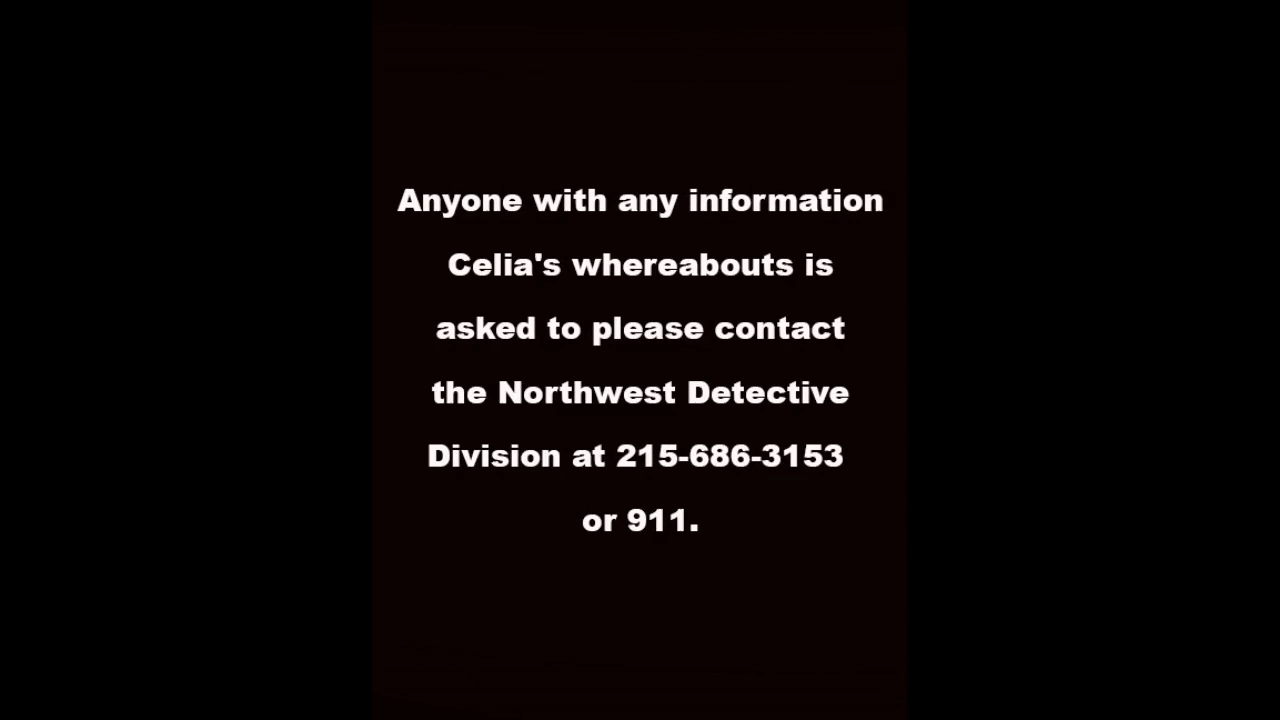 Anyone with any information
Celia's whereabouts is
asked to please contact
the Northwest Detective
Division at 215-686-3153
or 911.